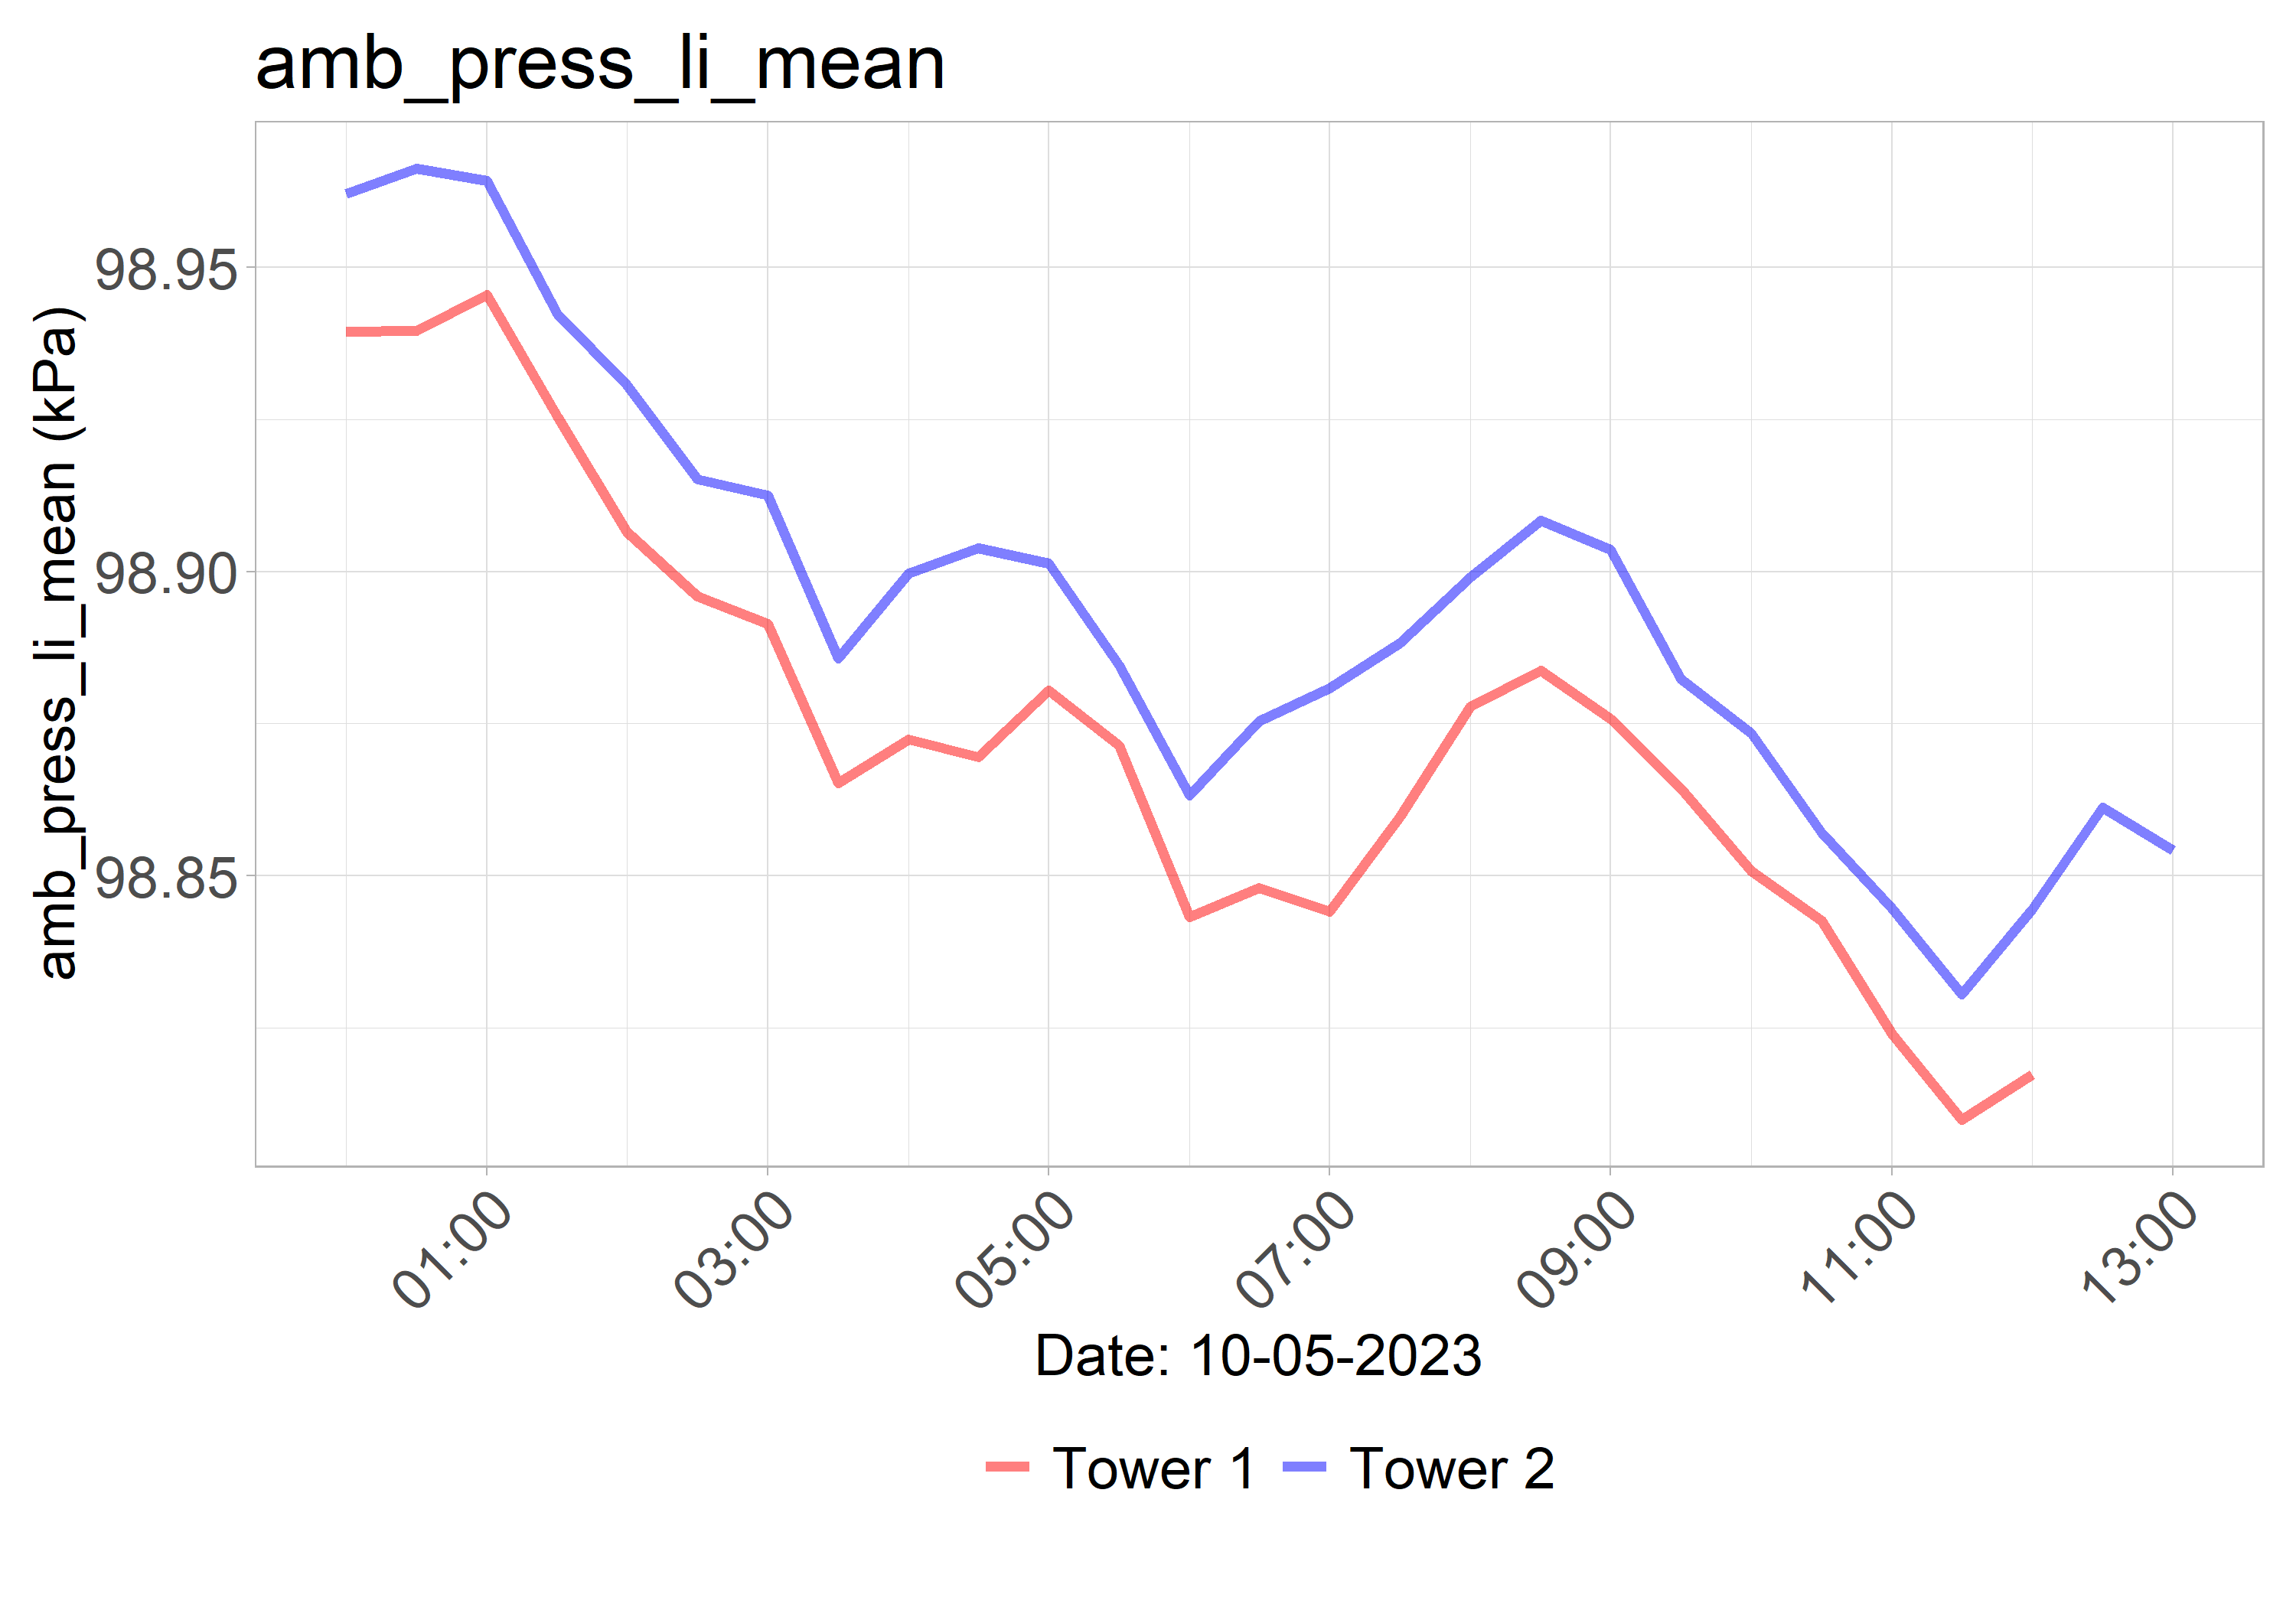 amb_press_li_mean
amb_press_li_mean (kPa)
98.95
98.90
98.85
01:00
03:00
05:00
07:00
09:00
11:00
13:00
Date: 10-05-2023
Tower 1
Tower 2